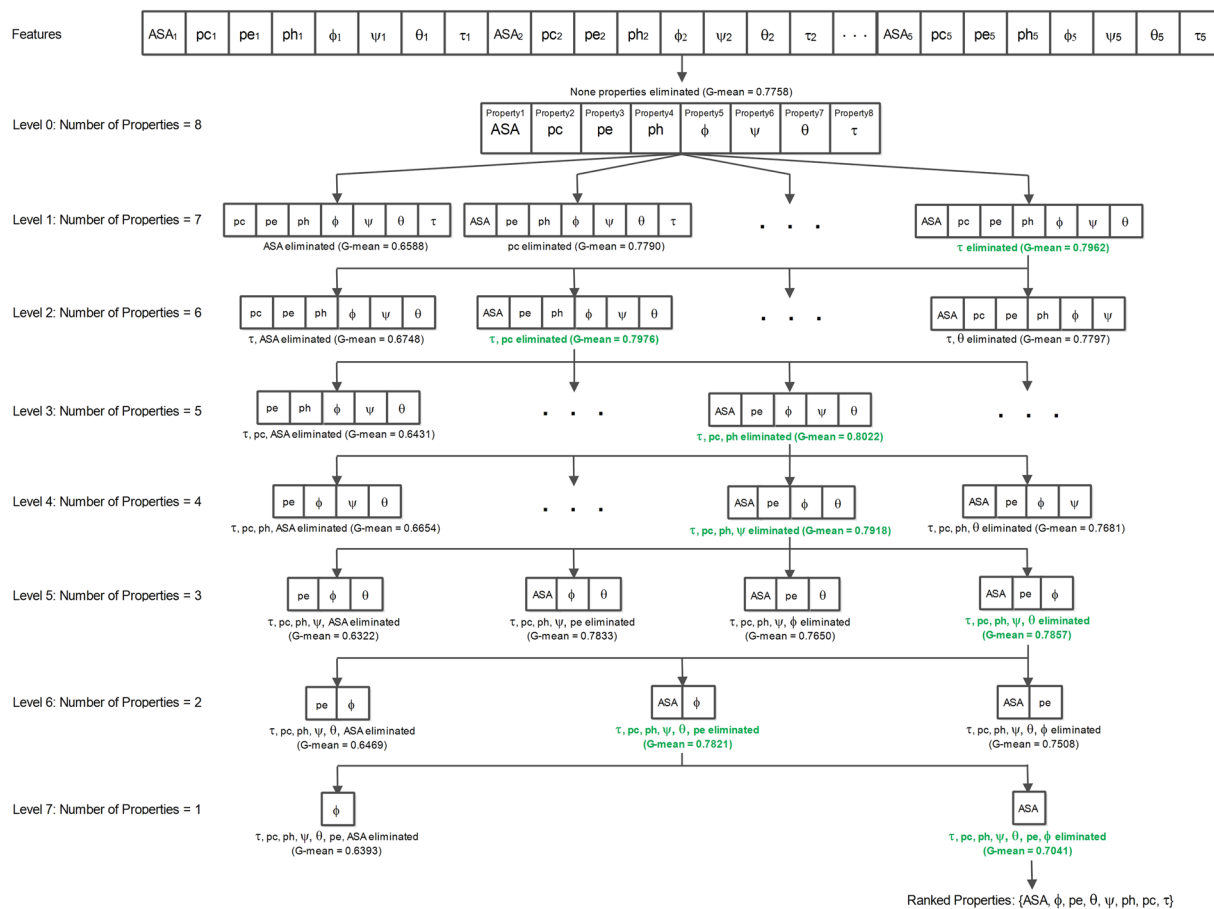 Features
ASA1 pc1 pe1 ph1 ϕ1 ψ1 θ1 τ1 ASA2 pc2 pe2 ph2 ϕ2 ψ2 θ2 τ2 · · · ASA5 pc5 pe5 ph5 ϕ5 ψ5 θ5 τ5
None properties eliminated (G-mean = 0.7758)
Level 0: Number of Properties = 8
Property1 Property2 Property3 Property4 Property5 Property6 Property7 Property8
ASA pc pe ph ϕ ψ θ τ
Level 1: Number of Properties = 7
pc pe ph ϕ ψ θ τ
ASA eliminated (G-mean = 0.6588)
ASA pe ph ϕ ψ θ τ
pc eliminated (G-mean = 0.7790)
. . .
ASA pc pe ph ϕ ψ θ
τ eliminated (G-mean = 0.7962)
Level 2: Number of Properties = 6
pc pe ph ϕ ψ θ
τ, ASA eliminated (G-mean = 0.6748)
ASA pe ph ϕ ψ θ
τ, pc eliminated (G-mean = 0.7976)
. . .
ASA pc pe ph ϕ ψ
τ, θ eliminated (G-mean = 0.7797)
Level 3: Number of Properties = 5
pe ph ϕ ψ θ
τ, pc, ASA eliminated (G-mean = 0.6431)
. . .
ASA pe ϕ ψ θ
τ, pc, ph eliminated (G-mean = 0.8022)
. . .
Level 4: Number of Properties = 4
pe ϕ ψ θ
τ, pc, ph, ASA eliminated (G-mean = 0.6654)
. . .
ASA pe ϕ θ
τ, pc, ph, ψ eliminated (G-mean = 0.7918)
ASA pe ϕ ψ
τ, pc, ph, θ eliminated (G-mean = 0.7681)
Level 5: Number of Properties = 3
pe ϕ θ
τ, pc, ph, ψ, ASA eliminated
(G-mean = 0.6322)
ASA ϕ θ
τ, pc, ph, ψ, pe eliminated
(G-mean = 0.7833)
ASA pe θ
τ, pc, ph, ψ, ϕ eliminated
(G-mean = 0.7650)
ASA pe ϕ
τ, pc, ph, ψ, θ eliminated
(G-mean = 0.7857)
Level 6: Number of Properties = 2
pe ϕ
τ, pc, ph, ψ, θ, ASA eliminated
(G-mean = 0.6469)
ASA ϕ
τ, pc, ph, ψ, θ, pe eliminated
(G-mean = 0.7821)
ASA pe
τ, pc, ph, ψ, θ, ϕ eliminated
(G-mean = 0.7508)
Level 7: Number of Properties = 1
ϕ
τ, pc, ph, ψ, θ, pe, ASA eliminated
(G-mean = 0.6393)
ASA
τ, pc, ph, ψ, θ, pe, ϕ eliminated
(G-mean = 0.7041)
Ranked Properties: {ASA, ϕ, pe, θ, ψ, ph, pc, τ}